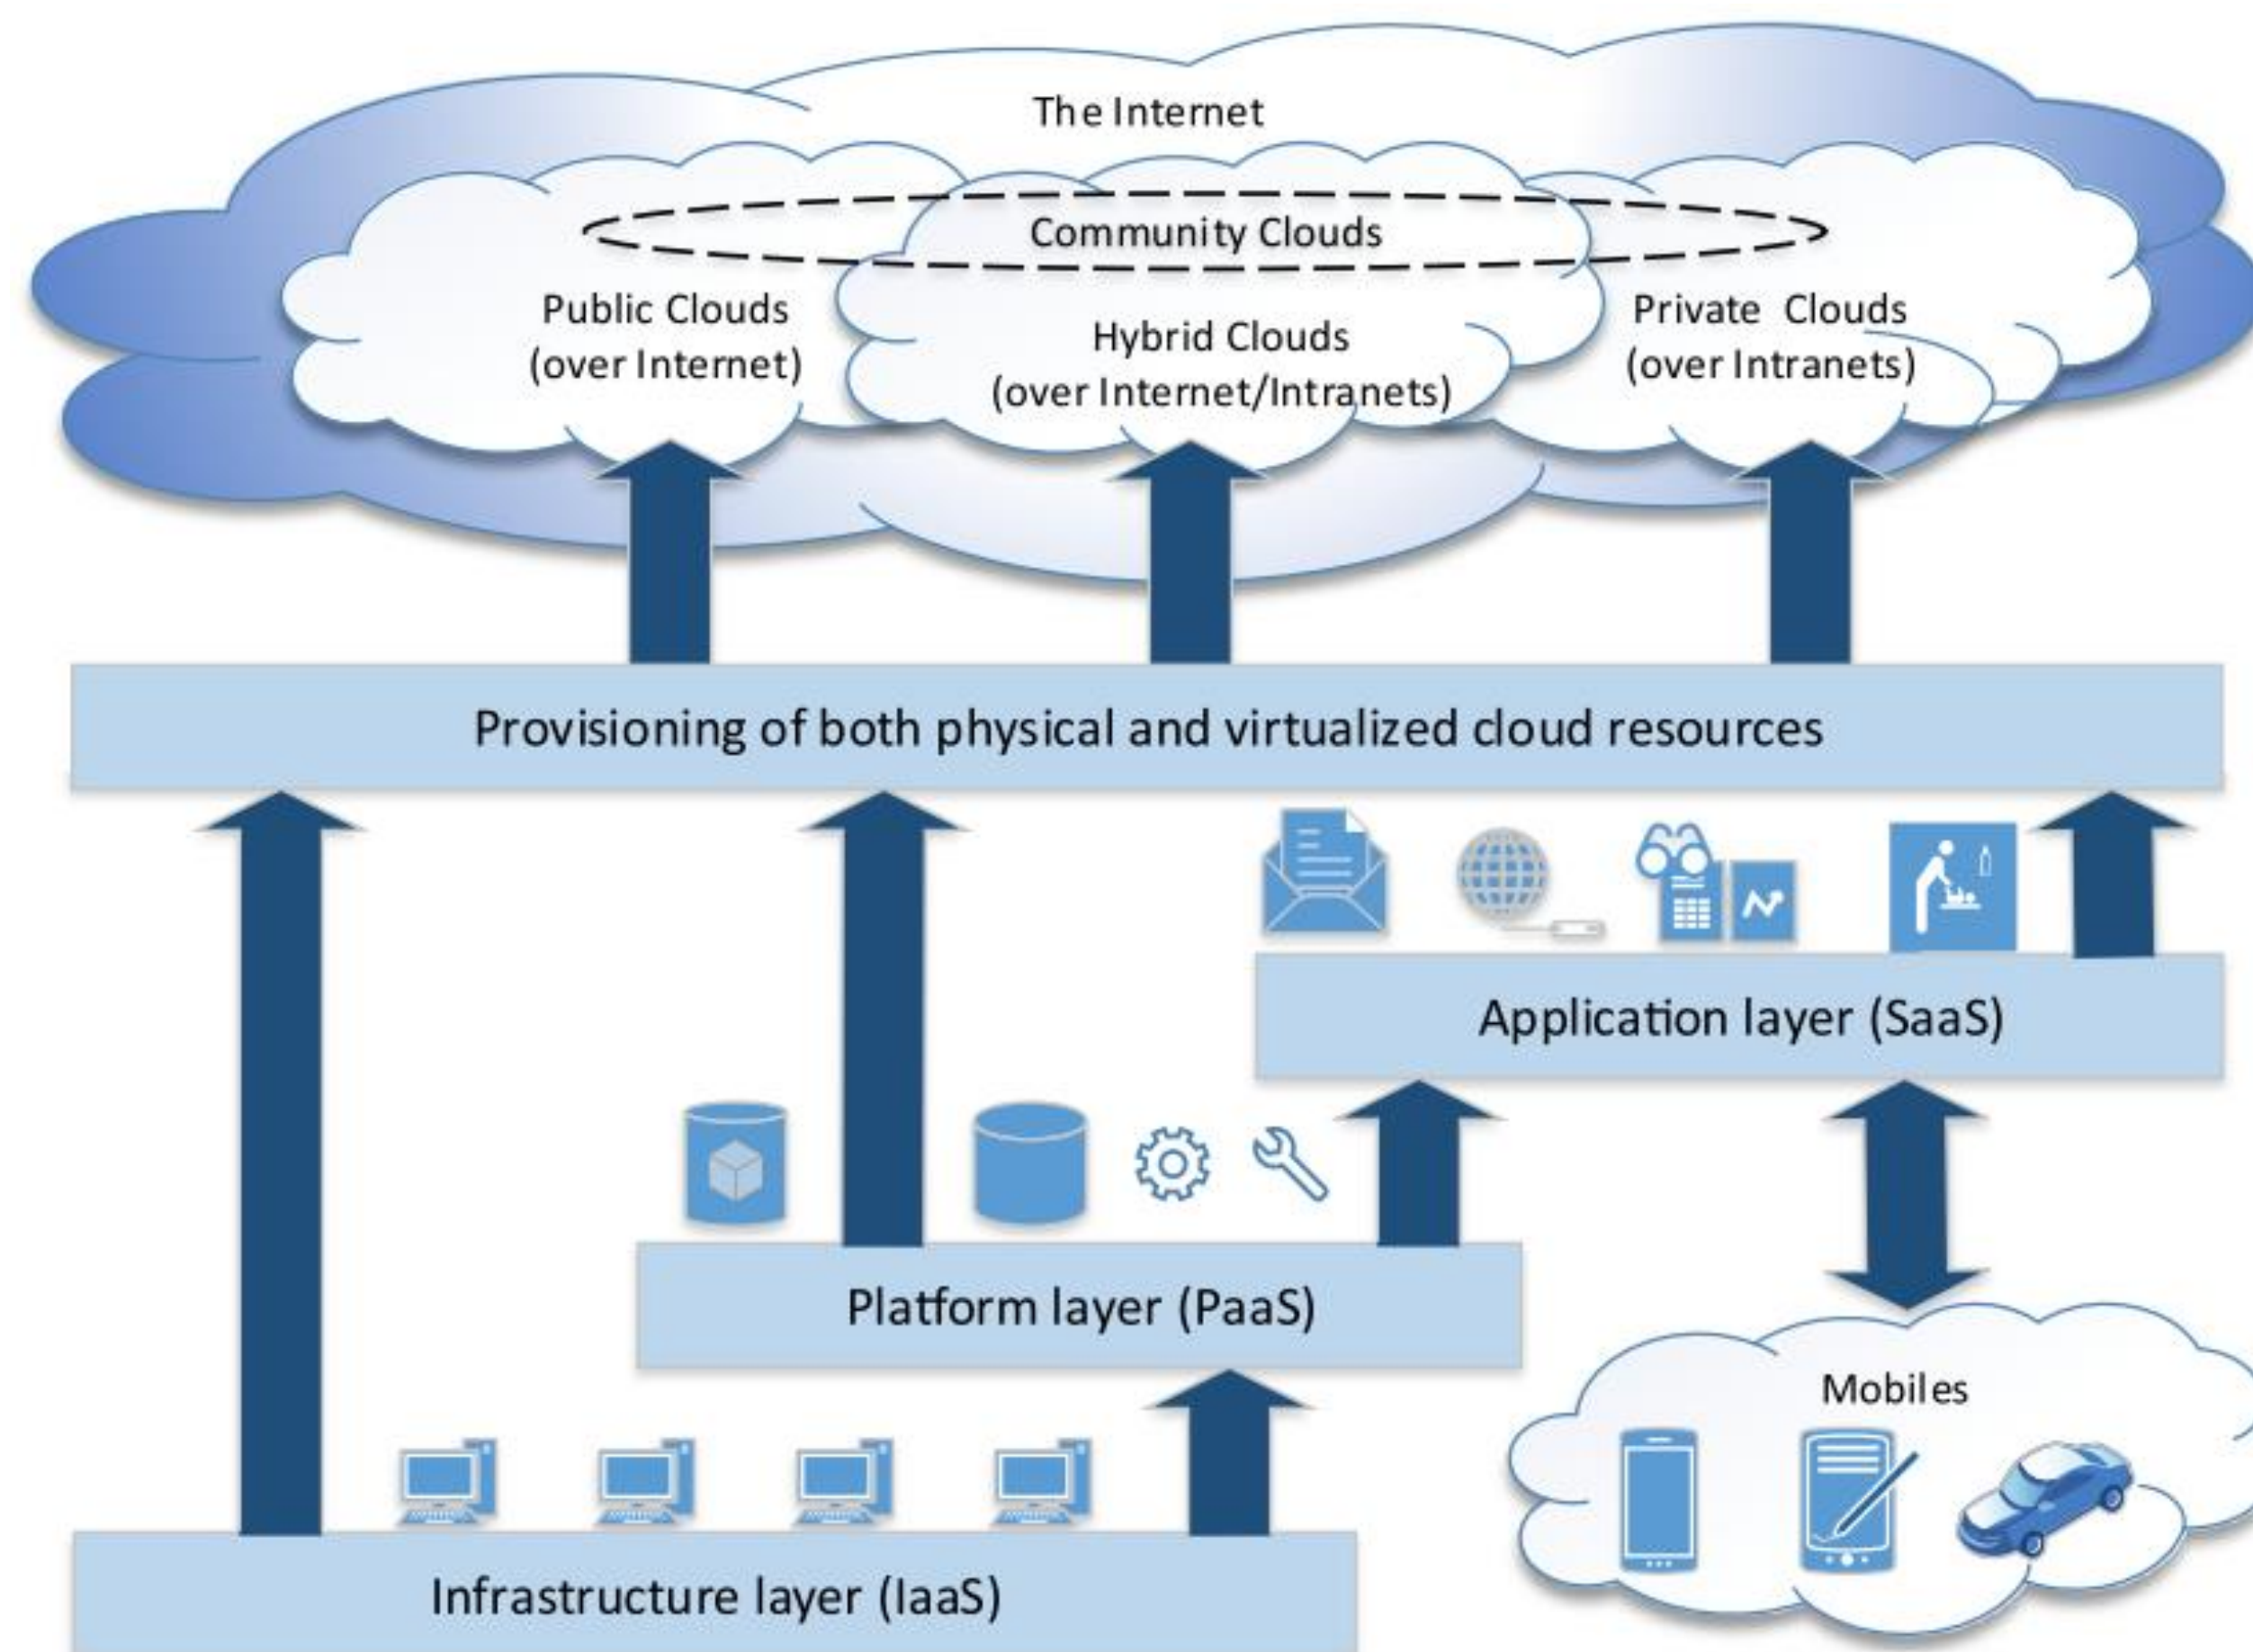 The Internet
Community Clouds
Public Clouds
(over Internet)
Hybrid Clouds
(over Internet/Intranets)
Private Clouds
(over Intranets)
Provisioning of both physical and virtualized cloud resources
Application layer (SaaS)
Platform layer (PaaS)
Mobiles
Infrastructure layer (IaaS)